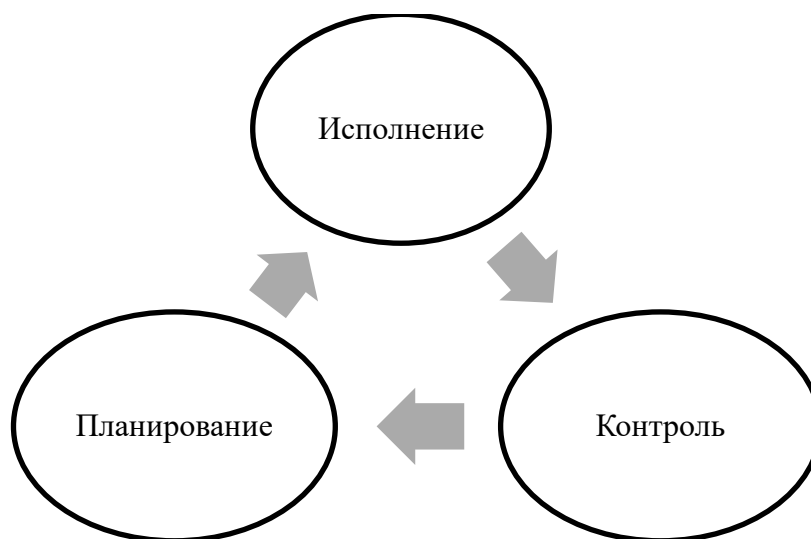 Исполнение
Планирование
Контроль